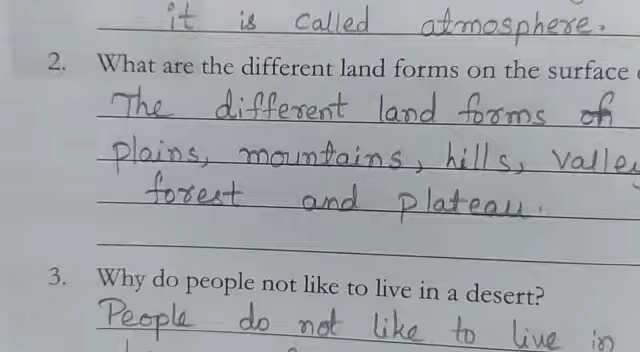 it is called atmosphere.
2. What are the different land forms on the surface
The different land forms of
plains, mountains, hills, valley
forest and plateau.
3. Why do people not like to live in a desert?
People do not like to live in